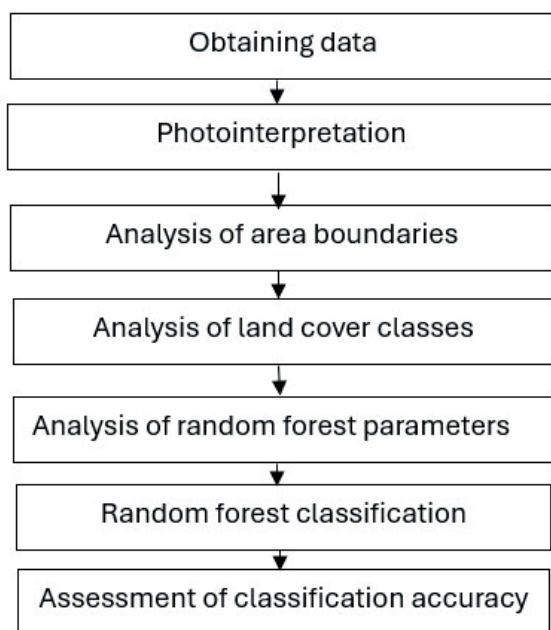 Obtaining data
Photointerpretation
Analysis of area boundaries
Analysis of land cover classes
Analysis of random forest parameters
Random forest classification
Assessment of classification accuracy